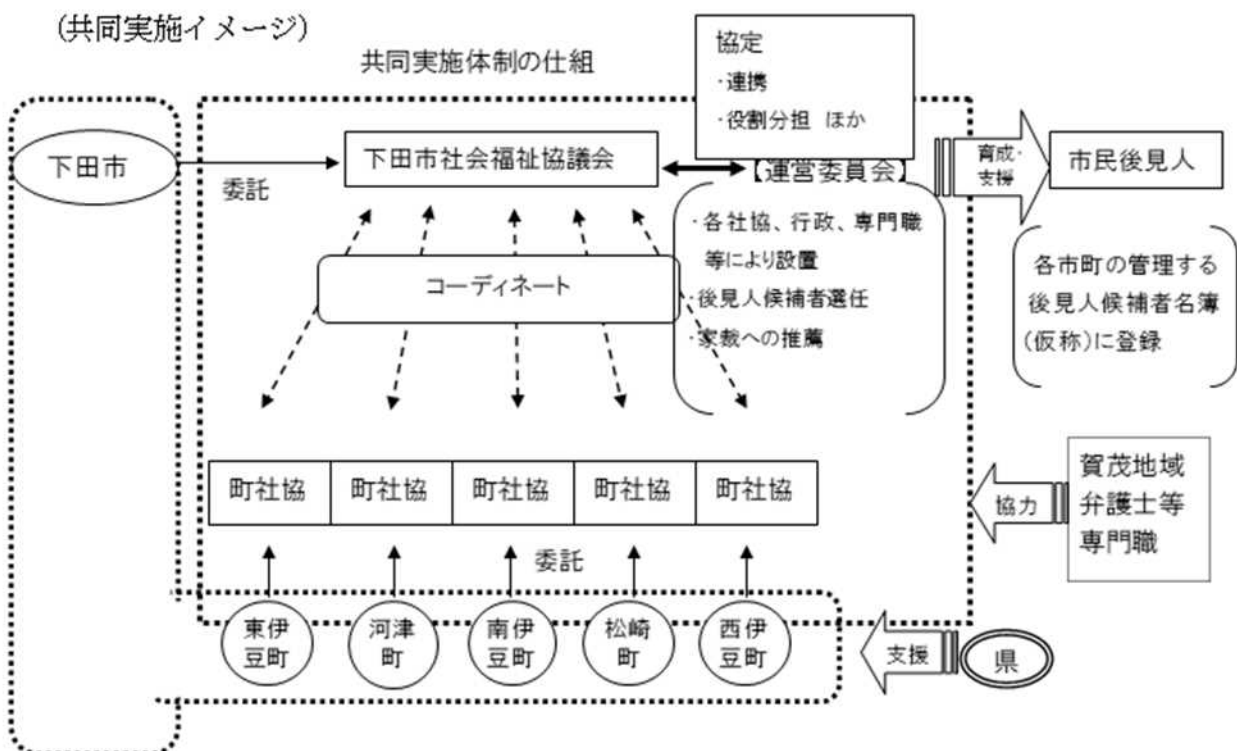 (共同実施イメージ)
共同実施体制の仕組
協定
・連携
・役割分担 ほか
下田市
委託
下田市社会福祉協議会
【運営委員会】
育成・
支援
市民後見人
・各社協、行政、専門職
等により設置
・後見人候補者選任
・家裁への推薦
各市町の管理する
後見人候補者名簿
(仮称)に登録
コーディネート
町社協
町社協
町社協
町社協
町社協
協力
賀茂地域
弁護士等
専門職
委託
東伊
豆町
河津
町
南伊
豆町
松崎
町
西伊
豆町
支援
県